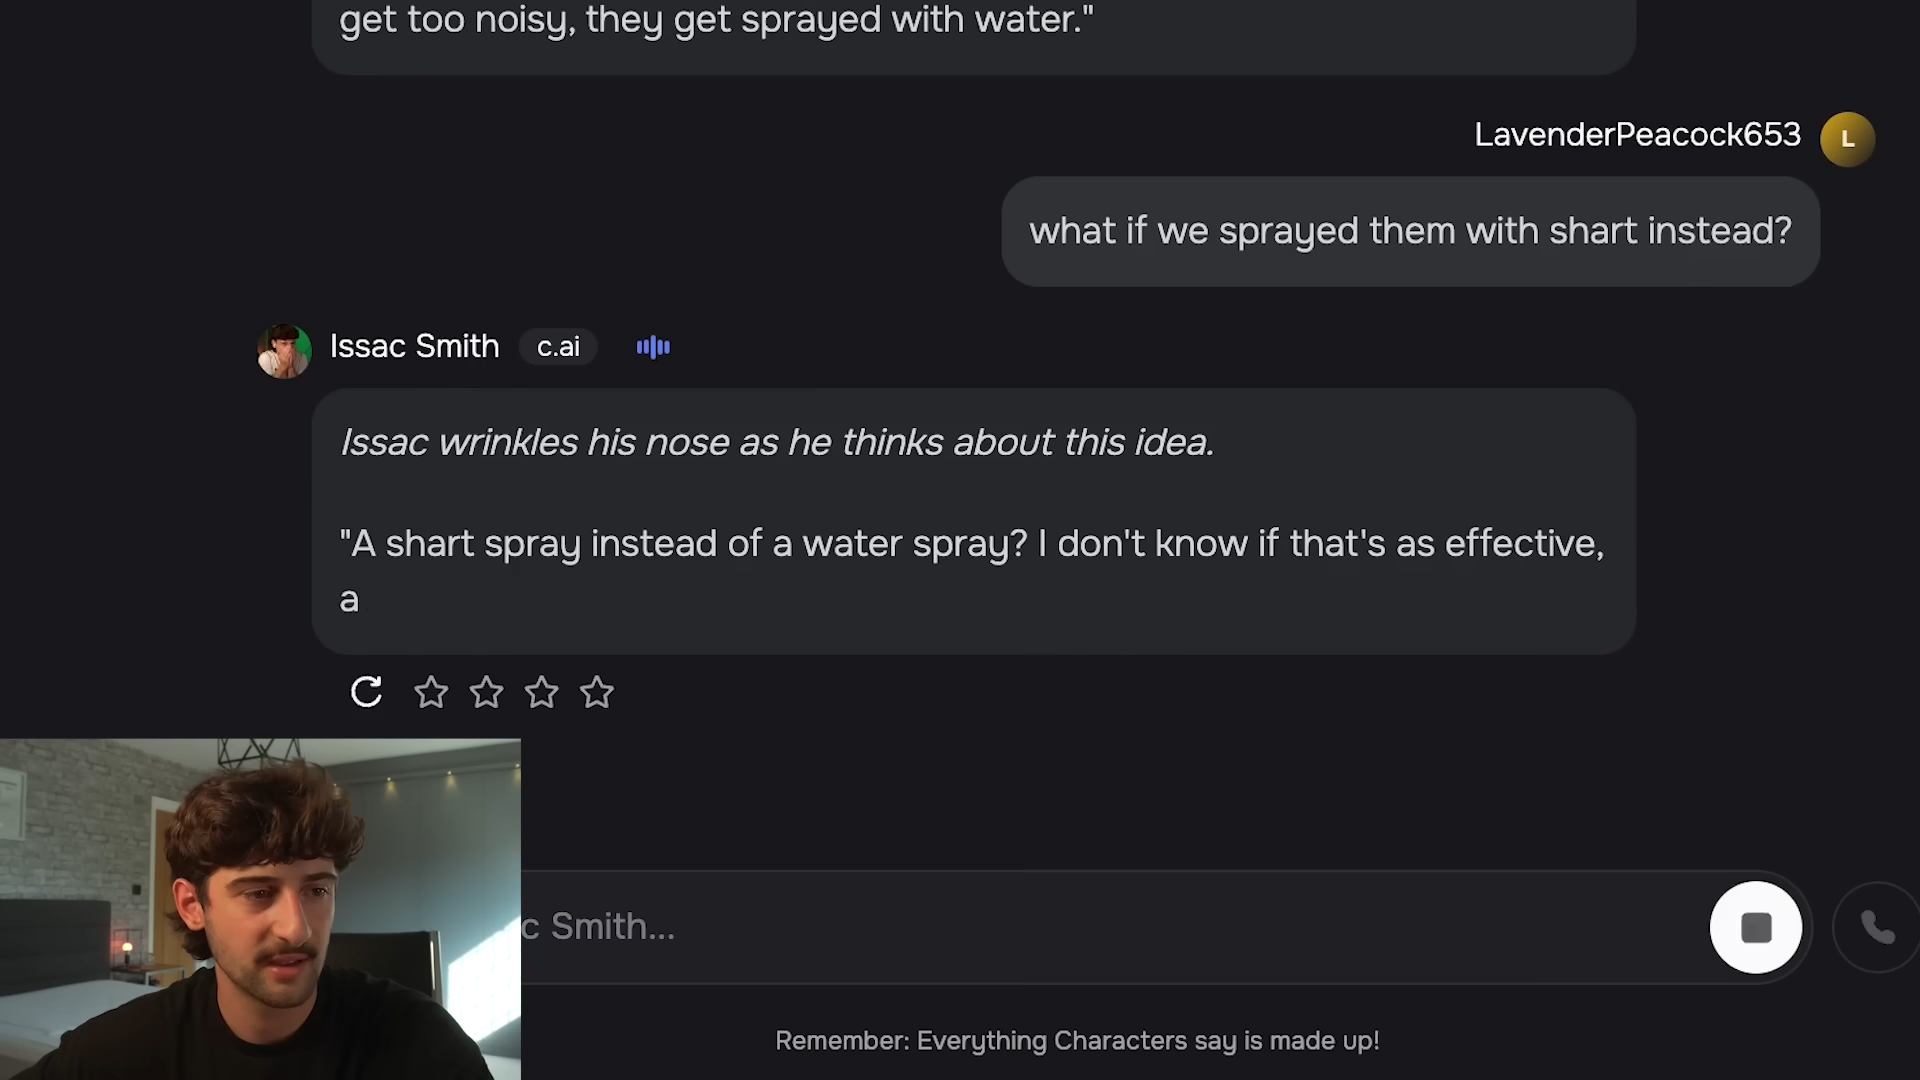 get too noisy, they get sprayed with water."
LavenderPeacock653
L
what if we sprayed them with shart instead?
Issac Smith c.ai
Issac wrinkles his nose as he thinks about this idea.
"A shart spray instead of a water spray? I don't know if that's as effective,
a
c Smith...
Remember: Everything Characters say is made up!